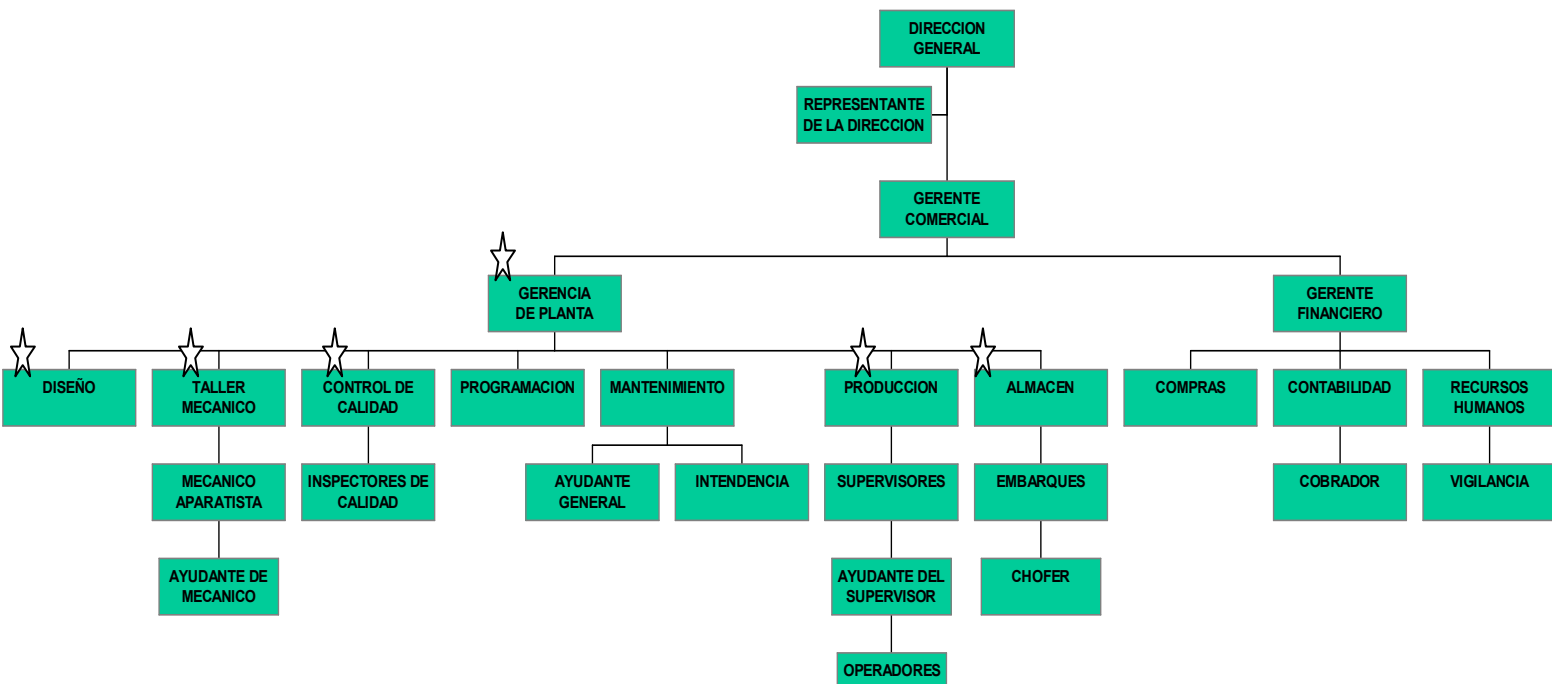 DIRECCION
GENERAL
REPRESENTANTE
DE LA DIRECCION
GERENTE
COMERCIAL
GERENCIA
DE PLANTA
GERENTE
FINANCIERO
DISEÑO
TALLER
MECANICO
CONTROL DE
CALIDAD
PROGRAMACION
MANTENIMIENTO
PRODUCCION
ALMACEN
COMPRAS
CONTABILIDAD
RECURSOS
HUMANOS
MECANICO
APARATISTA
INSPECTORES DE
CALIDAD
AYUDANTE
GENERAL
INTENDENCIA
SUPERVISORES
EMBARQUES
COBRADOR
VIGILANCIA
AYUDANTE DE
MECANICO
AYUDANTE DEL
SUPERVISOR
CHOFER
OPERADORES